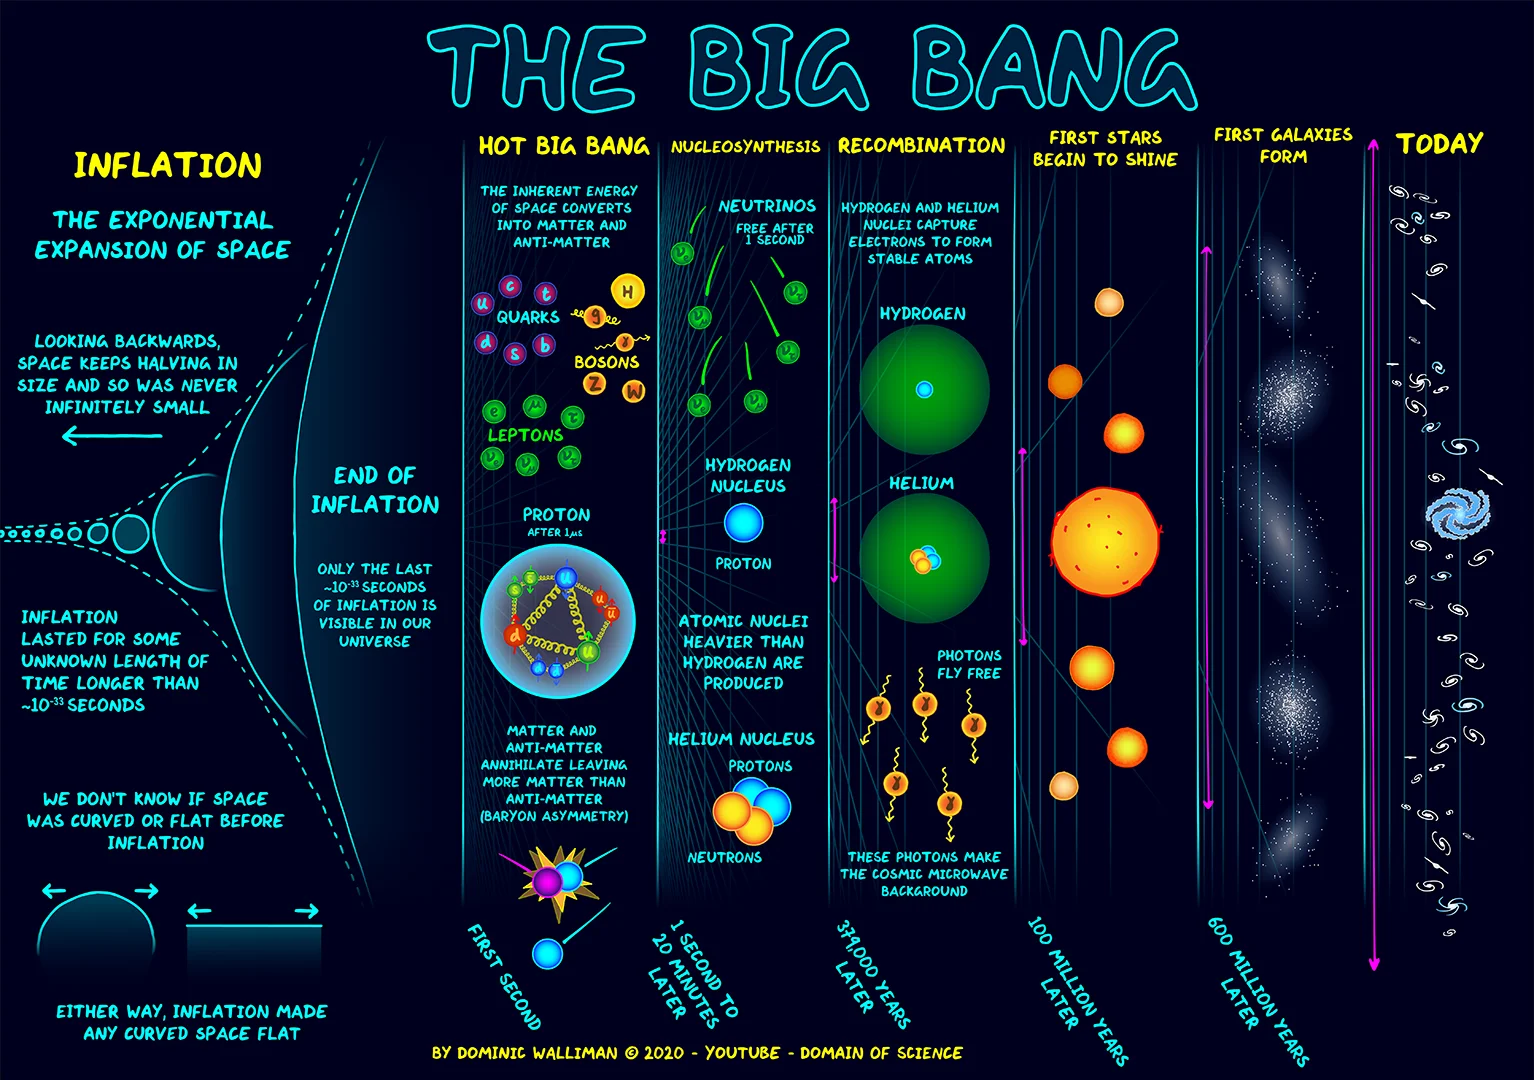 THE BIG BANG
INFLATION
THE EXPONENTIAL
EXPANSION OF SPACE
LOOKING BACKWARDS,
SPACE KEEPS HALVING IN
SIZE AND SO WAS NEVER
INFINITELY SMALL
INFLATION
LASTED FOR SOME
UNKNOWN LENGTH OF
TIME LONGER THAN
~10⁻³³ SECONDS
WE DON'T KNOW IF SPACE
WAS CURVED OR FLAT BEFORE
INFLATION
EITHER WAY, INFLATION MADE
ANY CURVED SPACE FLAT
END OF
INFLATION
ONLY THE LAST
~10⁻³³ SECONDS
OF INFLATION IS
VISIBLE IN OUR
UNIVERSE
HOT BIG BANG
THE INHERENT ENERGY
OF SPACE CONVERTS
INTO MATTER AND
ANTI-MATTER
u c t
QUARKS
d s b
H
g
γ
BOSONS
Z W
e μ τ
LEPTONS
PROTON
AFTER 1μs
MATTER AND
ANTI-MATTER
ANNIHILATE LEAVING
MORE MATTER THAN
ANTI-MATTER
(BARYON ASYMMETRY)
FIRST SECOND
NUCLEOSYNTHESIS
NEUTRINOS
FREE AFTER
1 SECOND
HYDROGEN
NUCLEUS
PROTON
ATOMIC NUCLEI
HEAVIER THAN
HYDROGEN ARE
PRODUCED
HELIUM NUCLEUS
PROTONS
NEUTRONS
1 SECOND TO
20 MINUTES
LATER
RECOMBINATION
HYDROGEN AND HELIUM
NUCLEI CAPTURE
ELECTRONS TO FORM
STABLE ATOMS
HYDROGEN
HELIUM
PHOTONS
FLY FREE
γ γ γ
γ γ
THESE PHOTONS MAKE
THE COSMIC MICROWAVE
BACKGROUND
379,000 YEARS
LATER
FIRST STARS
BEGIN TO SHINE
100 MILLION YEARS
LATER
FIRST GALAXIES
FORM
600 MILLION YEARS
LATER
TODAY
BY DOMINIC WALLIMAN © 2020 - YOUTUBE - DOMAIN OF SCIENCE